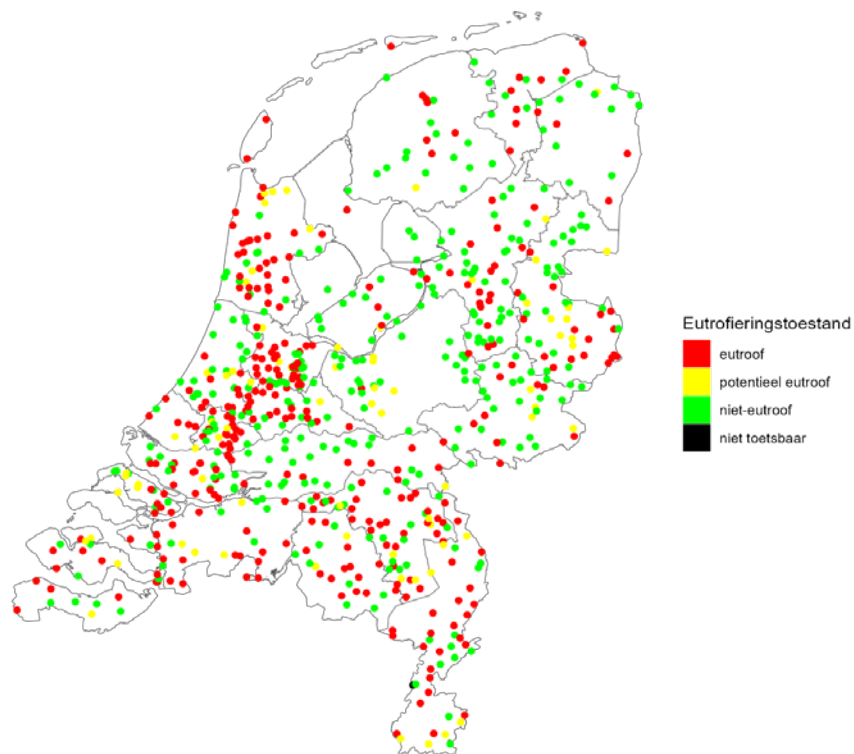 Eutrofieringstoestand
eutroof
potentieel eutroof
niet-eutroof
niet toetsbaar